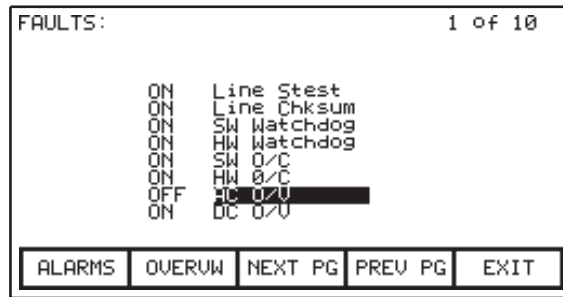 FAULTS: 1 of 10
ON Line Stest
ON Line Chksum
ON SW Watchdog
ON HW Watchdog
ON SW O/C
ON HW 0/C
OFF AC O/V
ON DC O/V
ALARMS OVERVW NEXT PG PREV PG EXIT